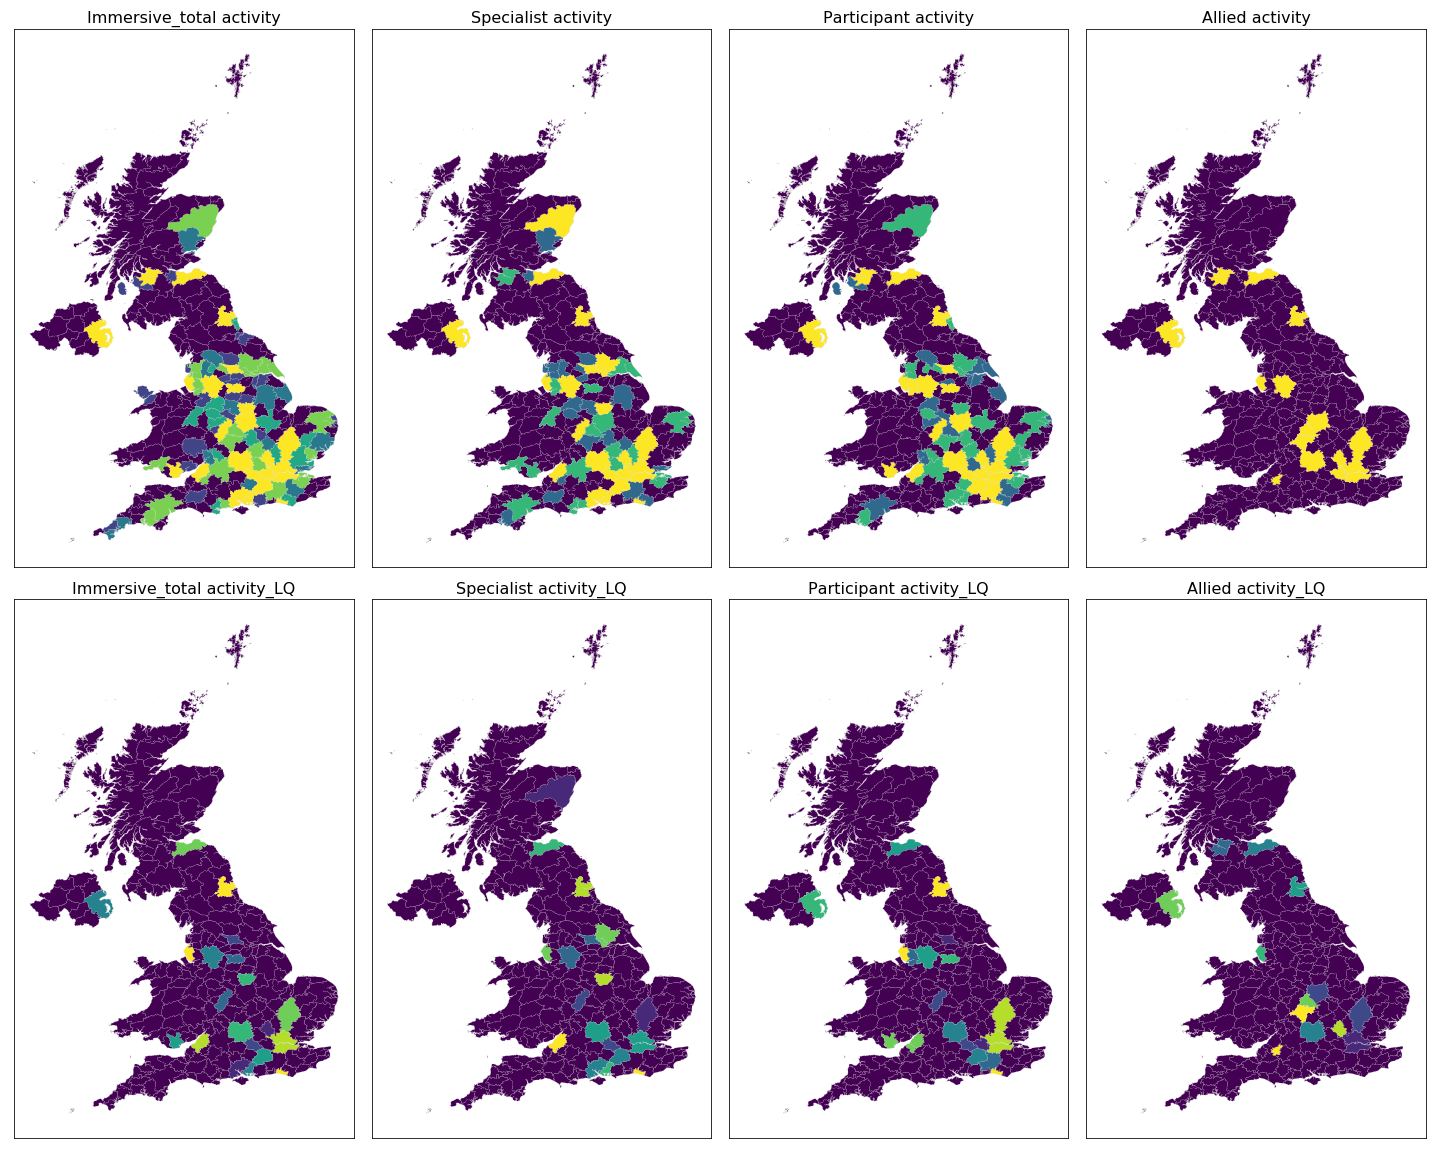 Immersive_total activity
Specialist activity
Participant activity
Allied activity
Immersive_total activity_LQ
Specialist activity_LQ
Participant activity_LQ
Allied activity_LQ